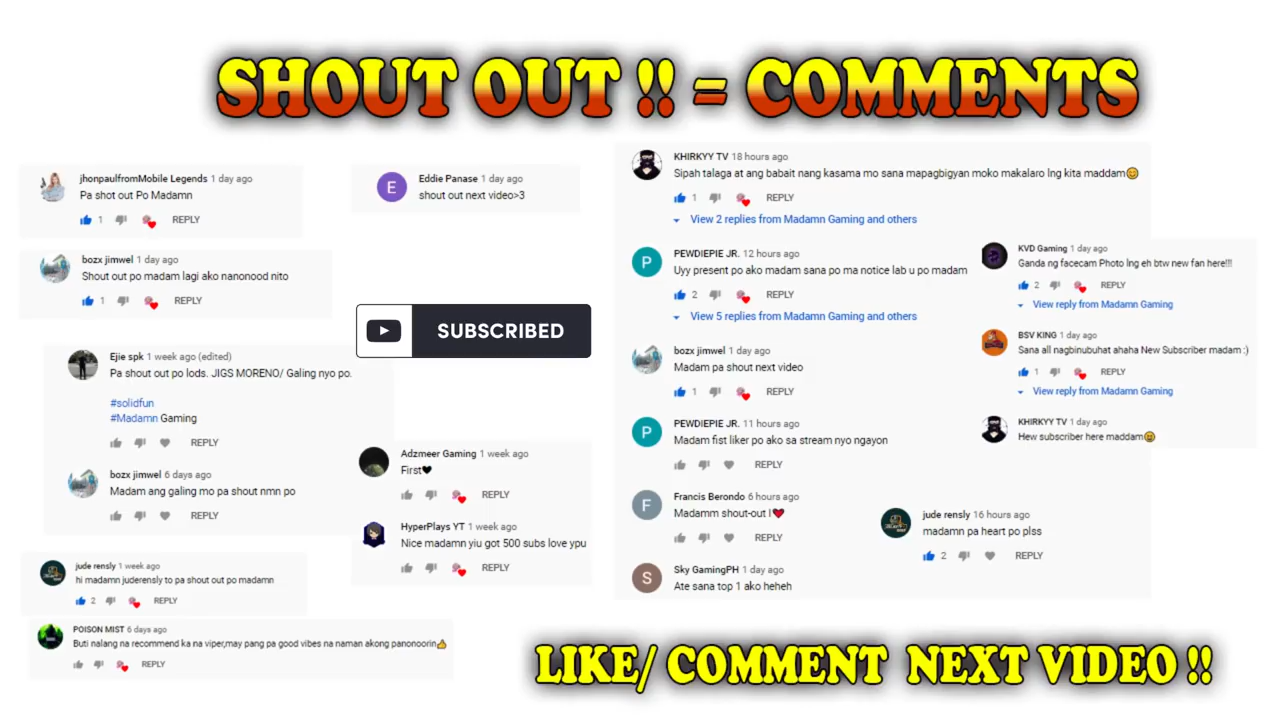 SHOUT OUT !! = COMMENTS
jhonpaulfromMobile Legends 1 day ago
Pa shot out Po Madamn
1 REPLY
bozx jimwel 1 day ago
Shout out po madam lagi ako nanonood nito
1 REPLY
Ejie spk 1 week ago (edited)
Pa shout out po lods. JIGS MORENO/ Galing nyo po.
#solidfun
#Madamn Gaming
REPLY
bozx jimwel 6 days ago
Madam ang galing mo pa shout nmn po
REPLY
jude rensly 1 week ago
hi madamn juderensly to pa shout out po madamn
2 REPLY
POISON MIST 6 days ago
Buti nalang na recommend ka na viper,may pang pa good vibes na naman akong panonoorin👍
REPLY
E
Eddie Panase 1 day ago
shout out next video>3
SUBSCRIBED
Adzmeer Gaming 1 week ago
First🖤
REPLY
HyperPlays YT 1 week ago
Nice madamn yiu got 500 subs love ypu
REPLY
KHIRKYY TV 18 hours ago
Sipah talaga at ang babait nang kasama mo sana mapagbigyan moko makalaro lng kita maddam😊
1 REPLY
View 2 replies from Madamn Gaming and others
P
PEWDIEPIE JR. 12 hours ago
Uyy present po ako madam sana po ma notice lab u po madam
2 REPLY
View 5 replies from Madamn Gaming and others
bozx jimwel 1 day ago
Madam pa shout next video
1 REPLY
P
PEWDIEPIE JR. 11 hours ago
Madam fist liker po ako sa stream nyo ngayon
REPLY
F
Francis Berondo 6 hours ago
Madamm shout-out l❤
REPLY
S
Sky GamingPH 1 day ago
Ate sana top 1 ako heheh
KVD Gaming 1 day ago
Ganda ng facecam Photo lng eh btw new fan here!!!
2 REPLY
View reply from Madamn Gaming
BSV KING 1 day ago
Sana all nagbinubuhat ahaha New Subscriber madam :)
1 REPLY
View reply from Madamn Gaming
KHIRKYY TV 1 day ago
Hew subscriber here maddam😀
jude rensly 16 hours ago
madamn pa heart po plss
2 REPLY
LIKE/ COMMENT NEXT VIDEO !!